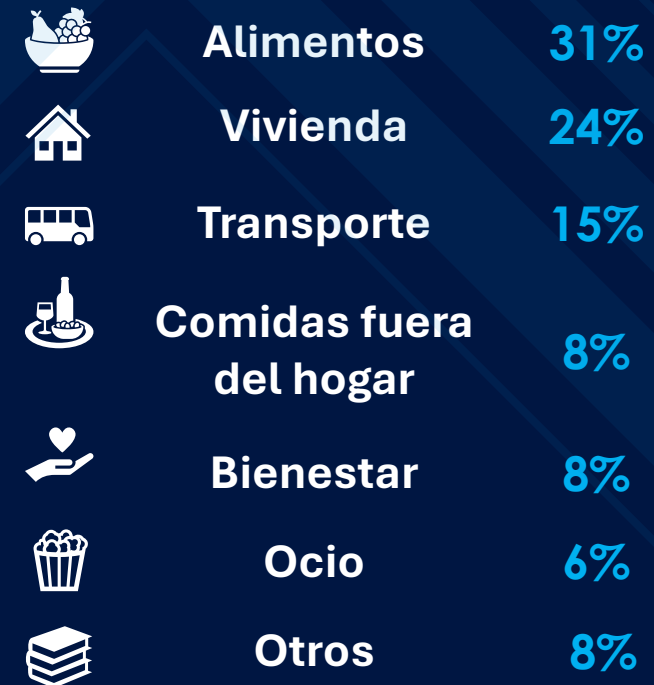 Alimentos 31%
Vivienda 24%
Transporte 15%
Comidas fuera
del hogar 8%
Bienestar 8%
Ocio 6%
Otros 8%